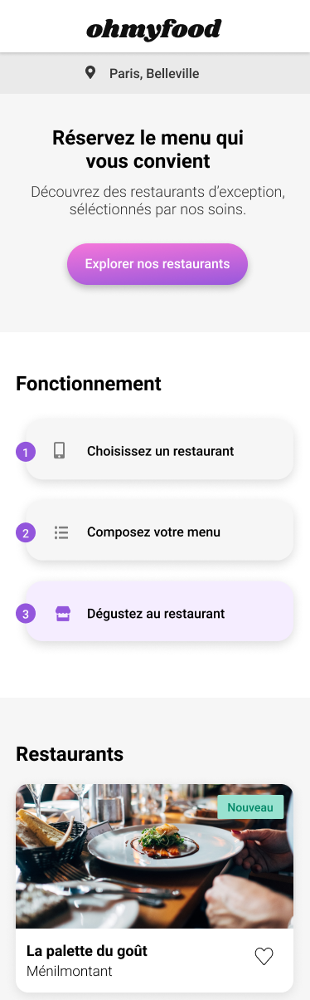 ohmyfood
Paris, Belleville
Réservez le menu qui
vous convient
Découvrez des restaurants d’exception,
séléctionnés par nos soins.
Explorer nos restaurants
Fonctionnement
1
Choisissez un restaurant
2
Composez votre menu
3
Dégustez au restaurant
Restaurants
Nouveau
La palette du goût
Ménilmontant